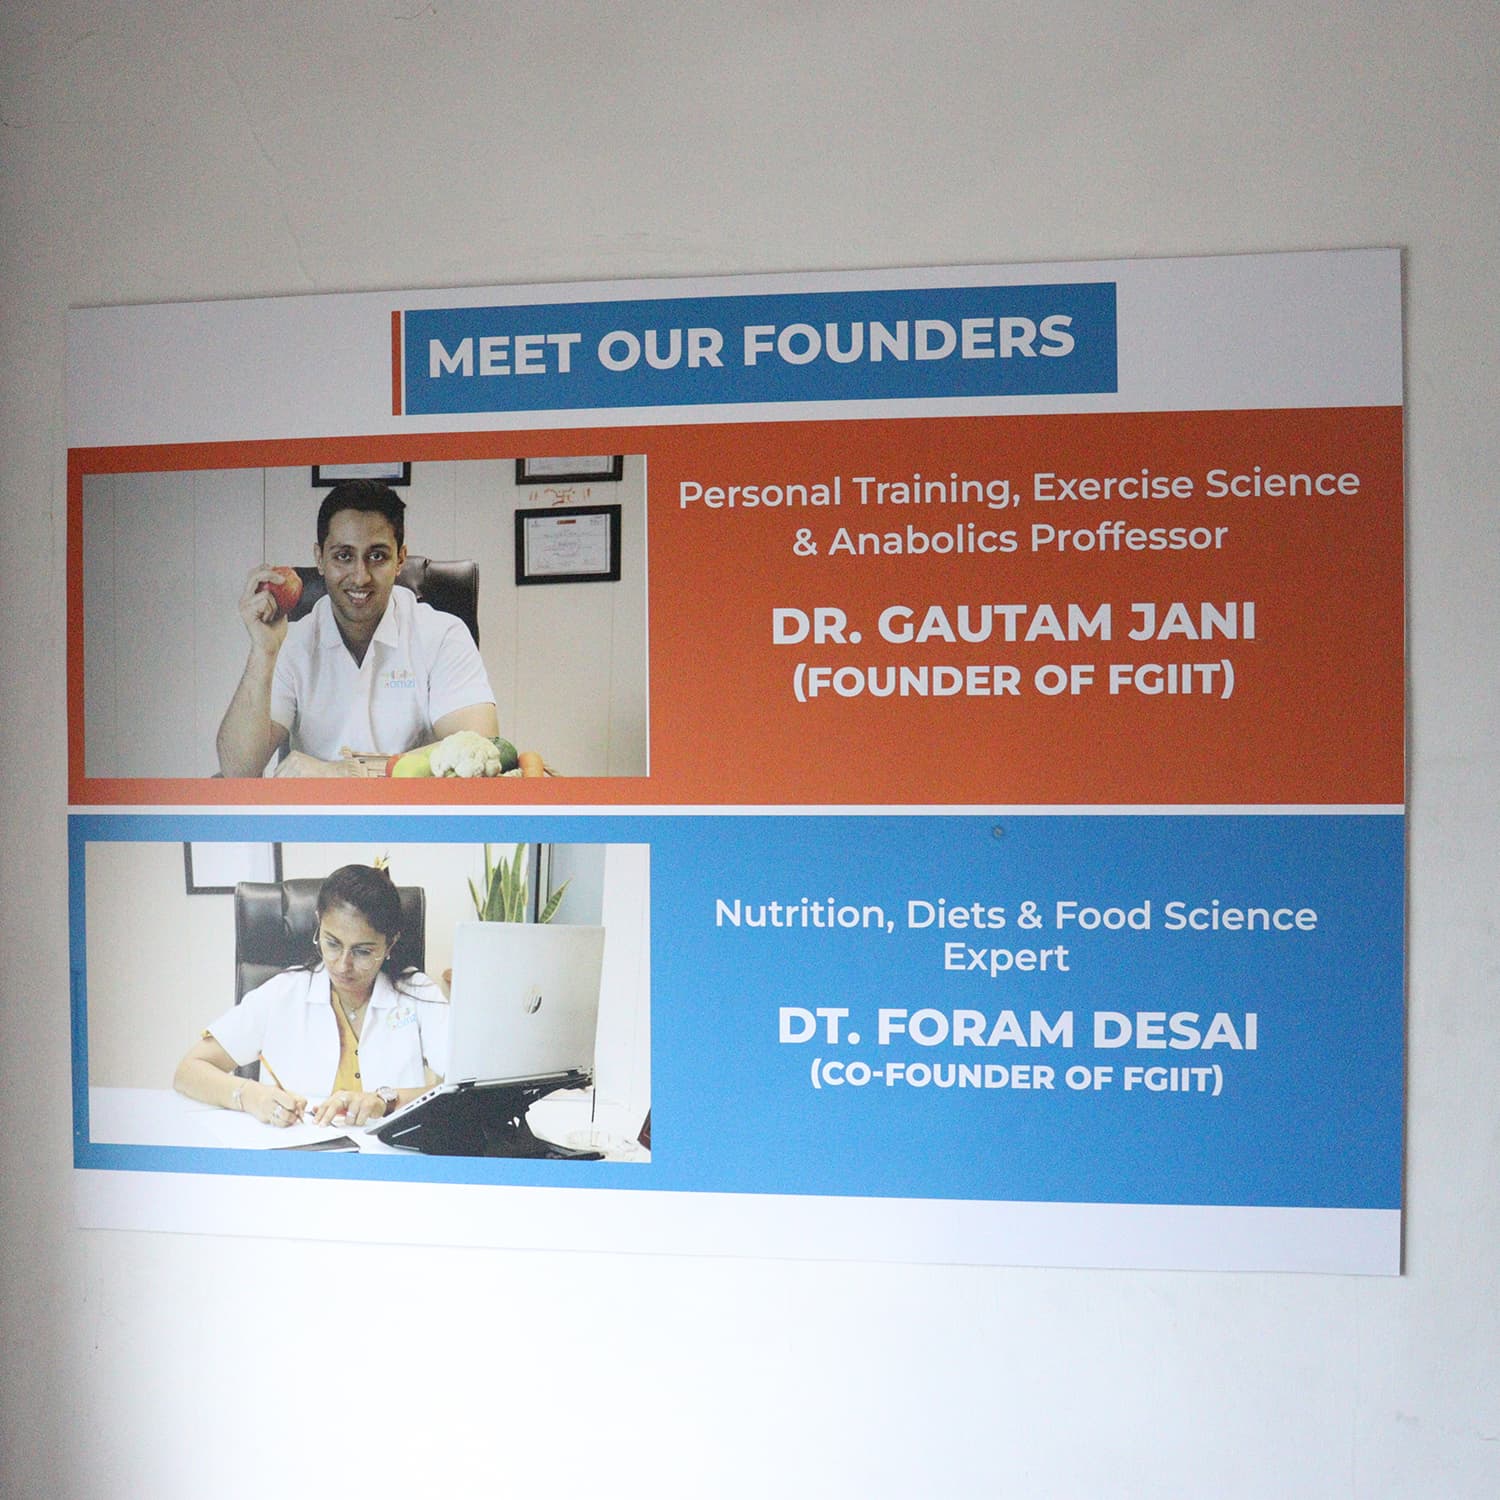 MEET OUR FOUNDERS
Personal Training, Exercise Science
& Anabolics Proffessor
DR. GAUTAM JANI
(FOUNDER OF FGIIT)
Nutrition, Diets & Food Science
Expert
DT. FORAM DESAI
(CO-FOUNDER OF FGIIT)